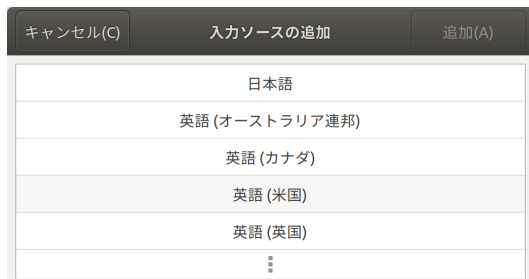 キャンセル(C) 入力ソースの追加 追加(A)
日本語
英語 (オーストラリア連邦)
英語 (カナダ)
英語 (米国)
英語 (英国)